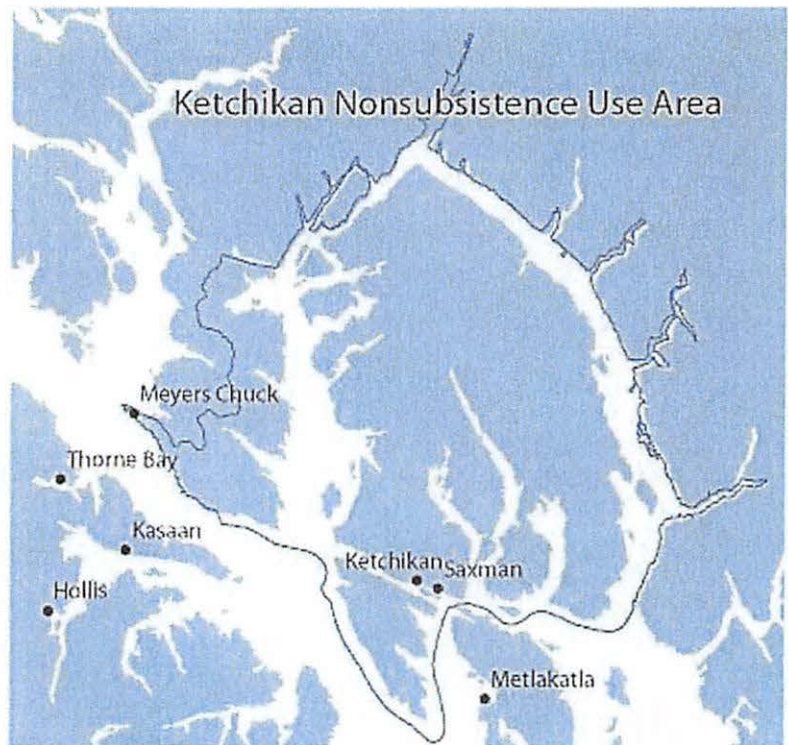 Ketchikan Nonsubsistence Use Area
Meyers Chuck
Thorne Bay
Kasaan
Ketchikan
Saxman
Hollis
Metlakatla